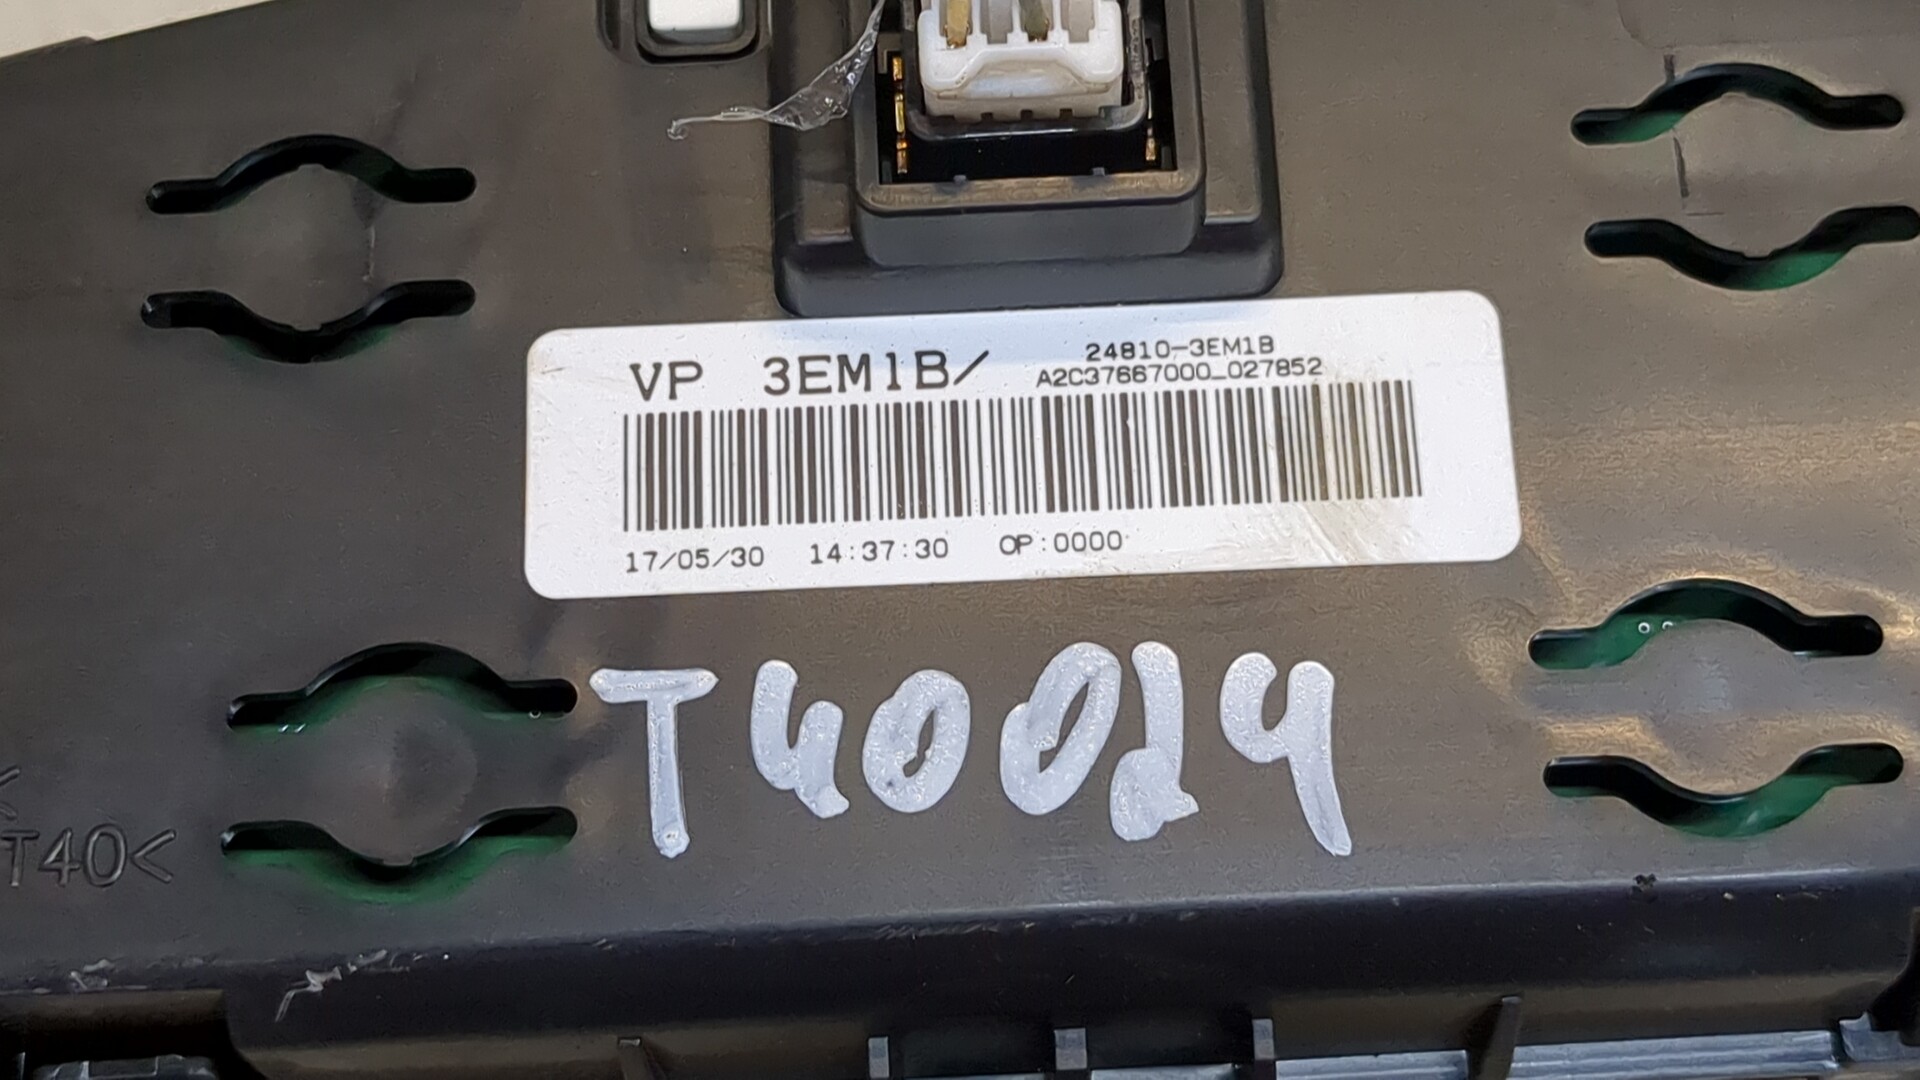 VP 3EM1B/
24810-3EM1B
A2C37667000_027852
17/05/30 14:37:30 OP:0000
T40024
T40<